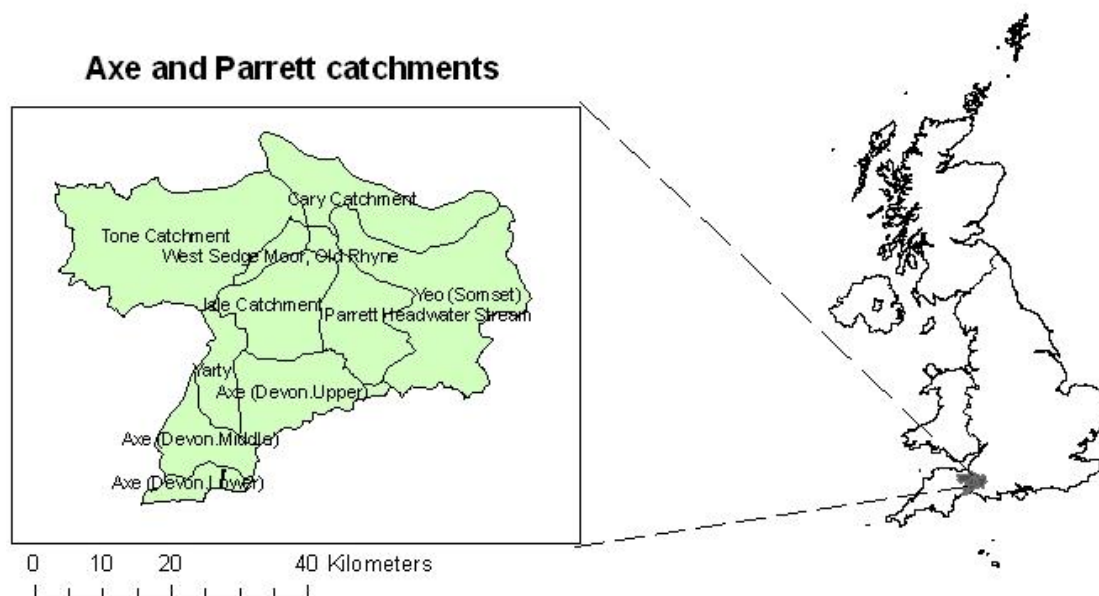 Axe and Parrett catchments
Cary Catchment
Tone Catchment
West Sedge Moor, Old Rhyne
Isle Catchment
Yeo (Somset)
Parrett Headwater Stream
Yarty
Axe (Devon.Upper)
Axe (Devon.Middle)
Axe (Devon.Lower)
0 10 20 40 Kilometers